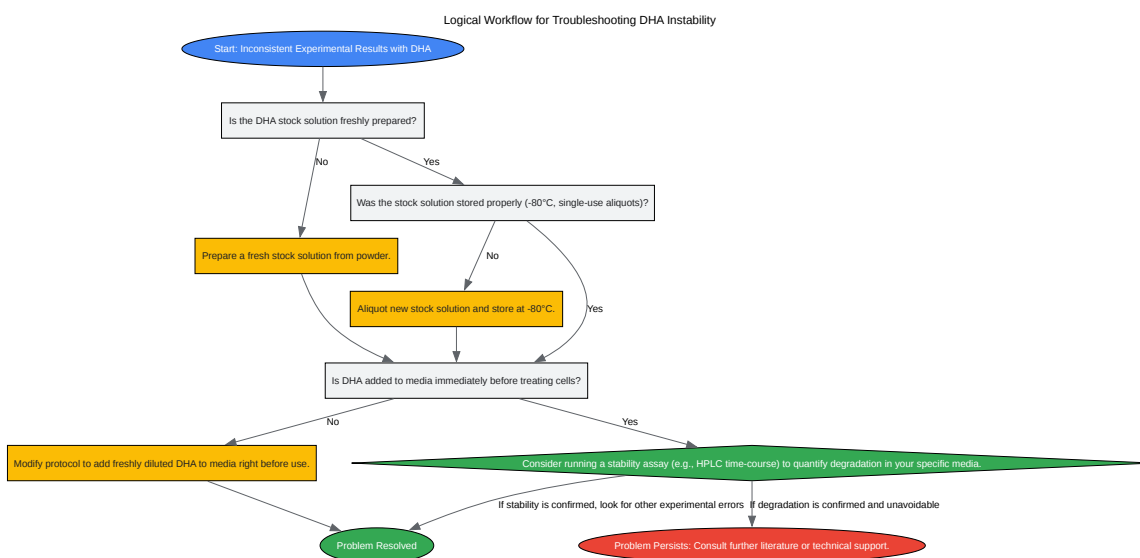 Logical Workflow for Troubleshooting DHA Instability
Start: Inconsistent Experimental Results with DHA
Is the DHA stock solution freshly prepared?
No
Yes
Was the stock solution stored properly (-80°C, single-use aliquots)?
Prepare a fresh stock solution from powder.
No
Aliquot new stock solution and store at -80°C.
Yes
Is DHA added to media immediately before treating cells?
No
Yes
Modify protocol to add freshly diluted DHA to media right before use.
Consider running a stability assay (e.g., HPLC time-course) to quantify degradation in your specific media.
If stability is confirmed, look for other experimental errors
If degradation is confirmed and unavoidable
Problem Resolved
Problem Persists: Consult further literature or technical support.